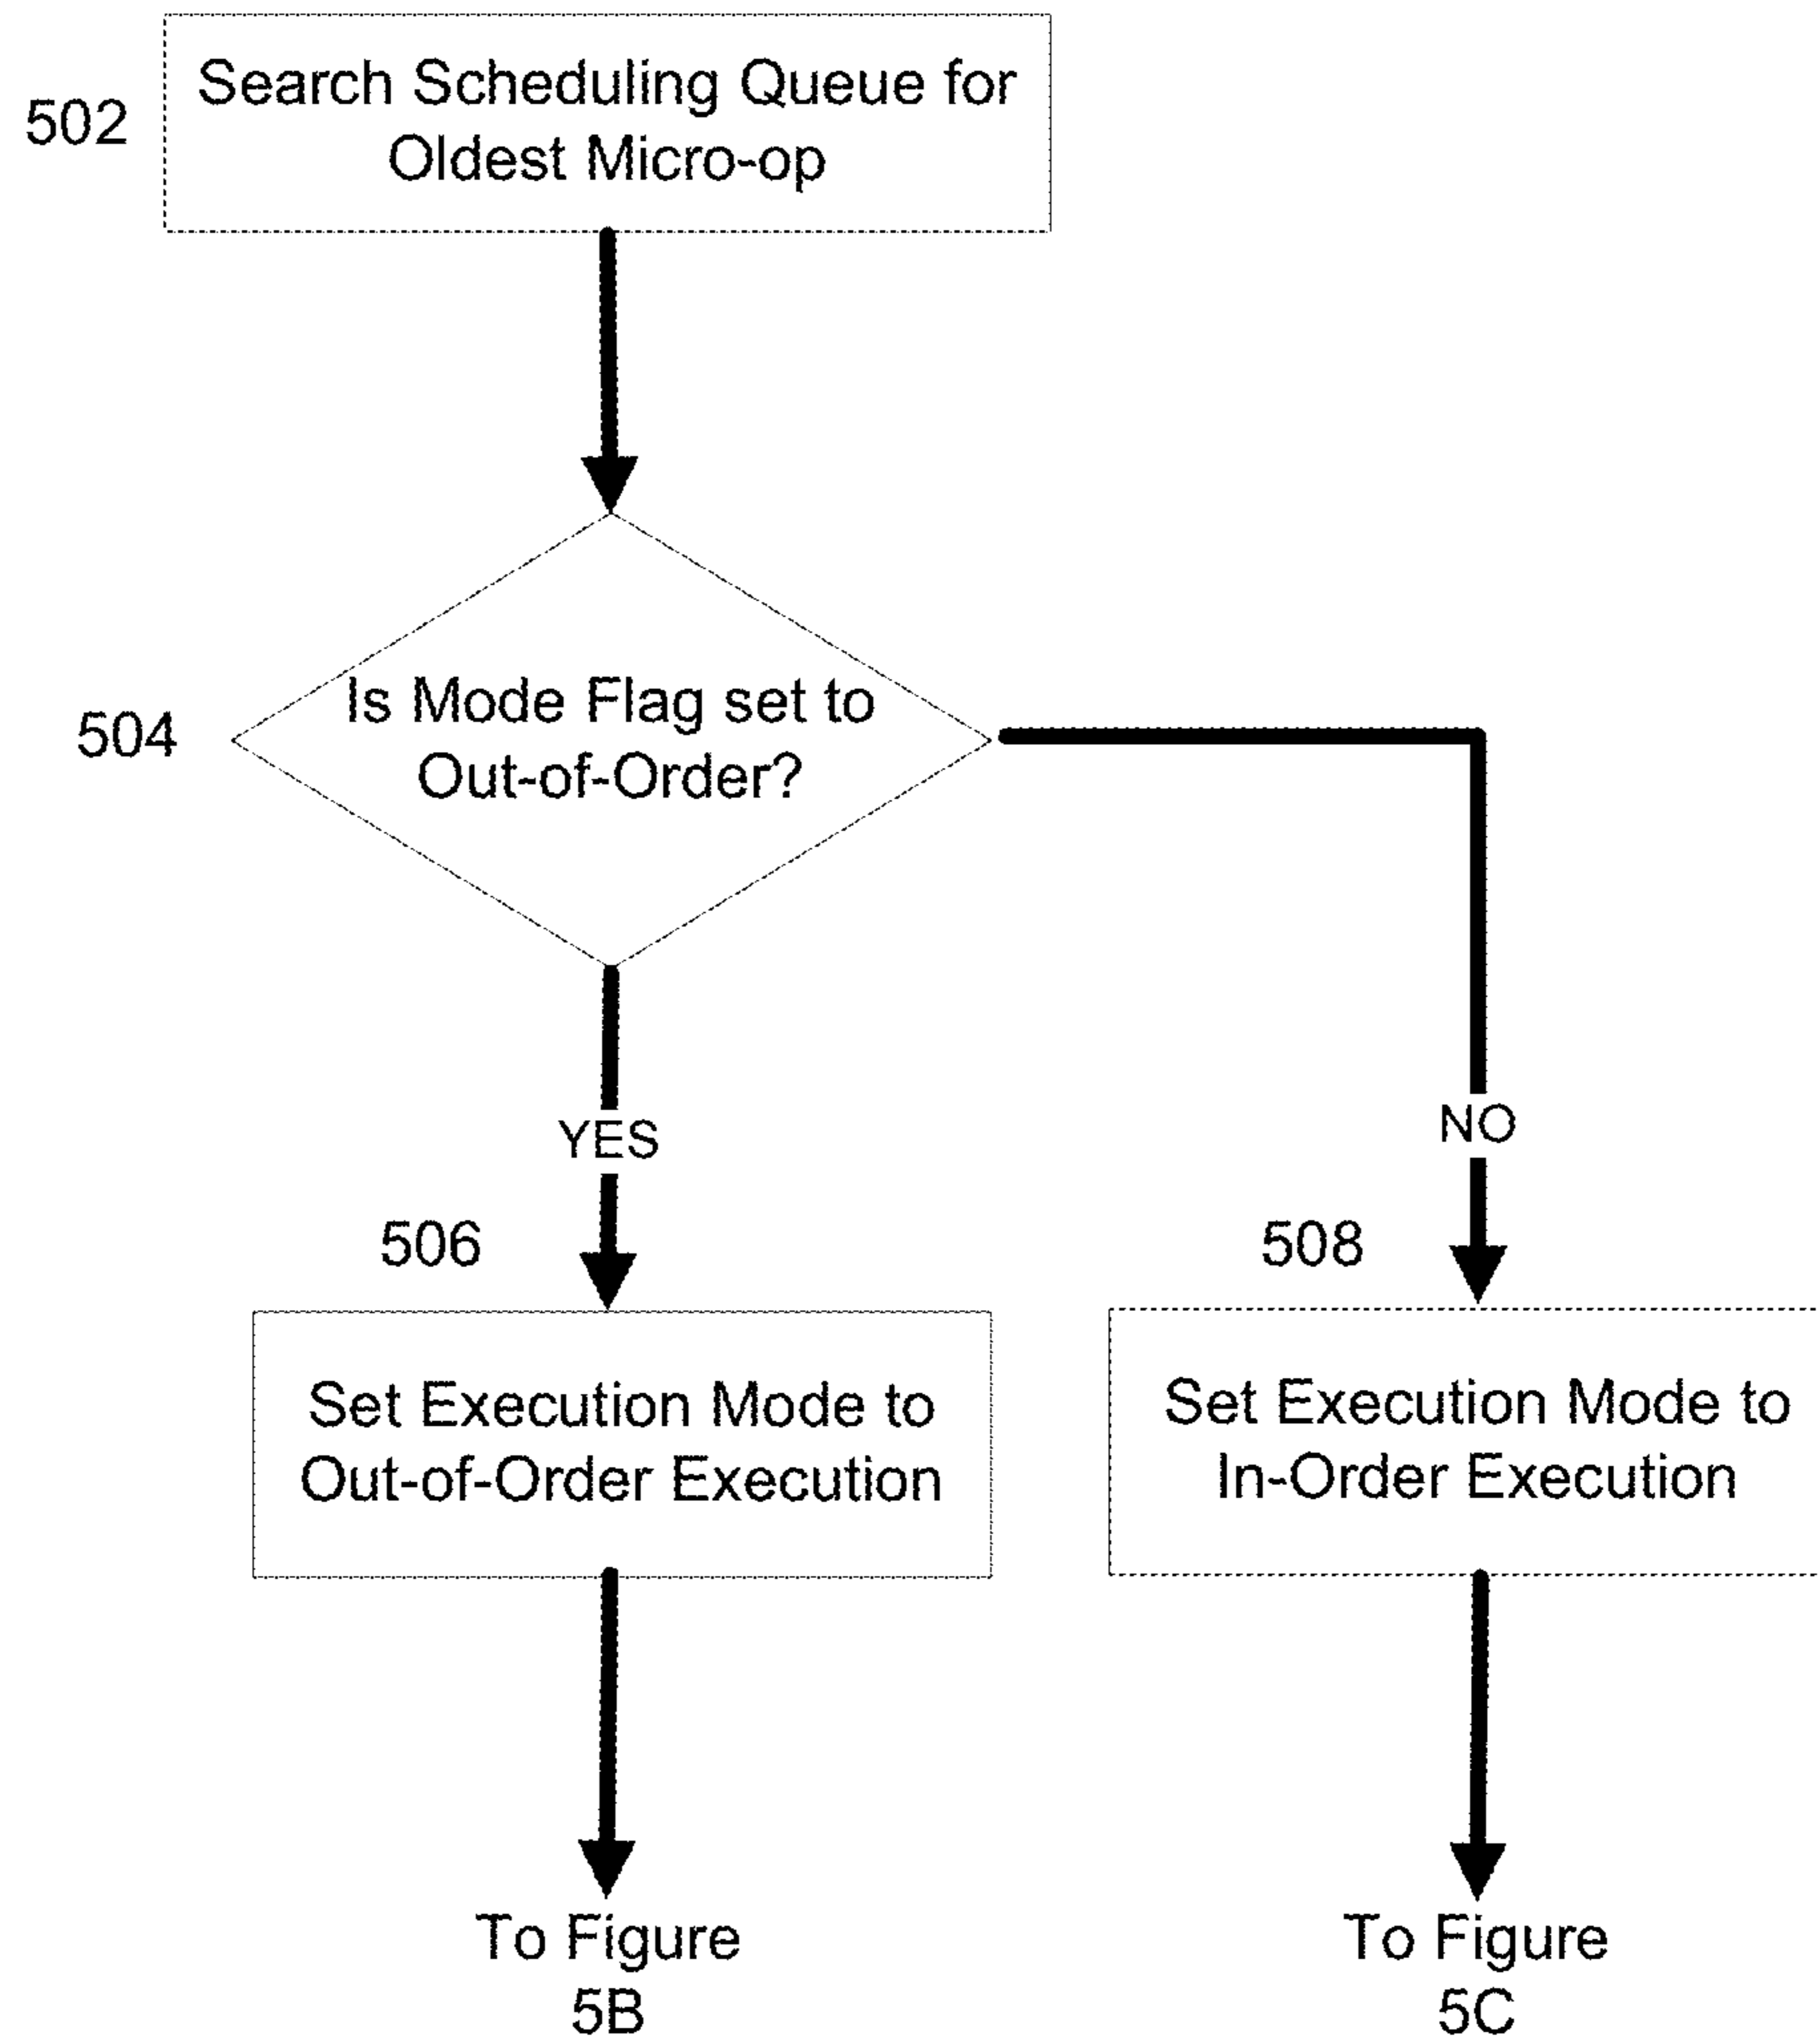 502
Search Scheduling Queue for
Oldest Micro-op
504
Is Mode Flag set to
Out-of-Order?
YES
NO
506
508
Set Execution Mode to
Out-of-Order Execution
Set Execution Mode to
In-Order Execution
To Figure
5B
To Figure
5C